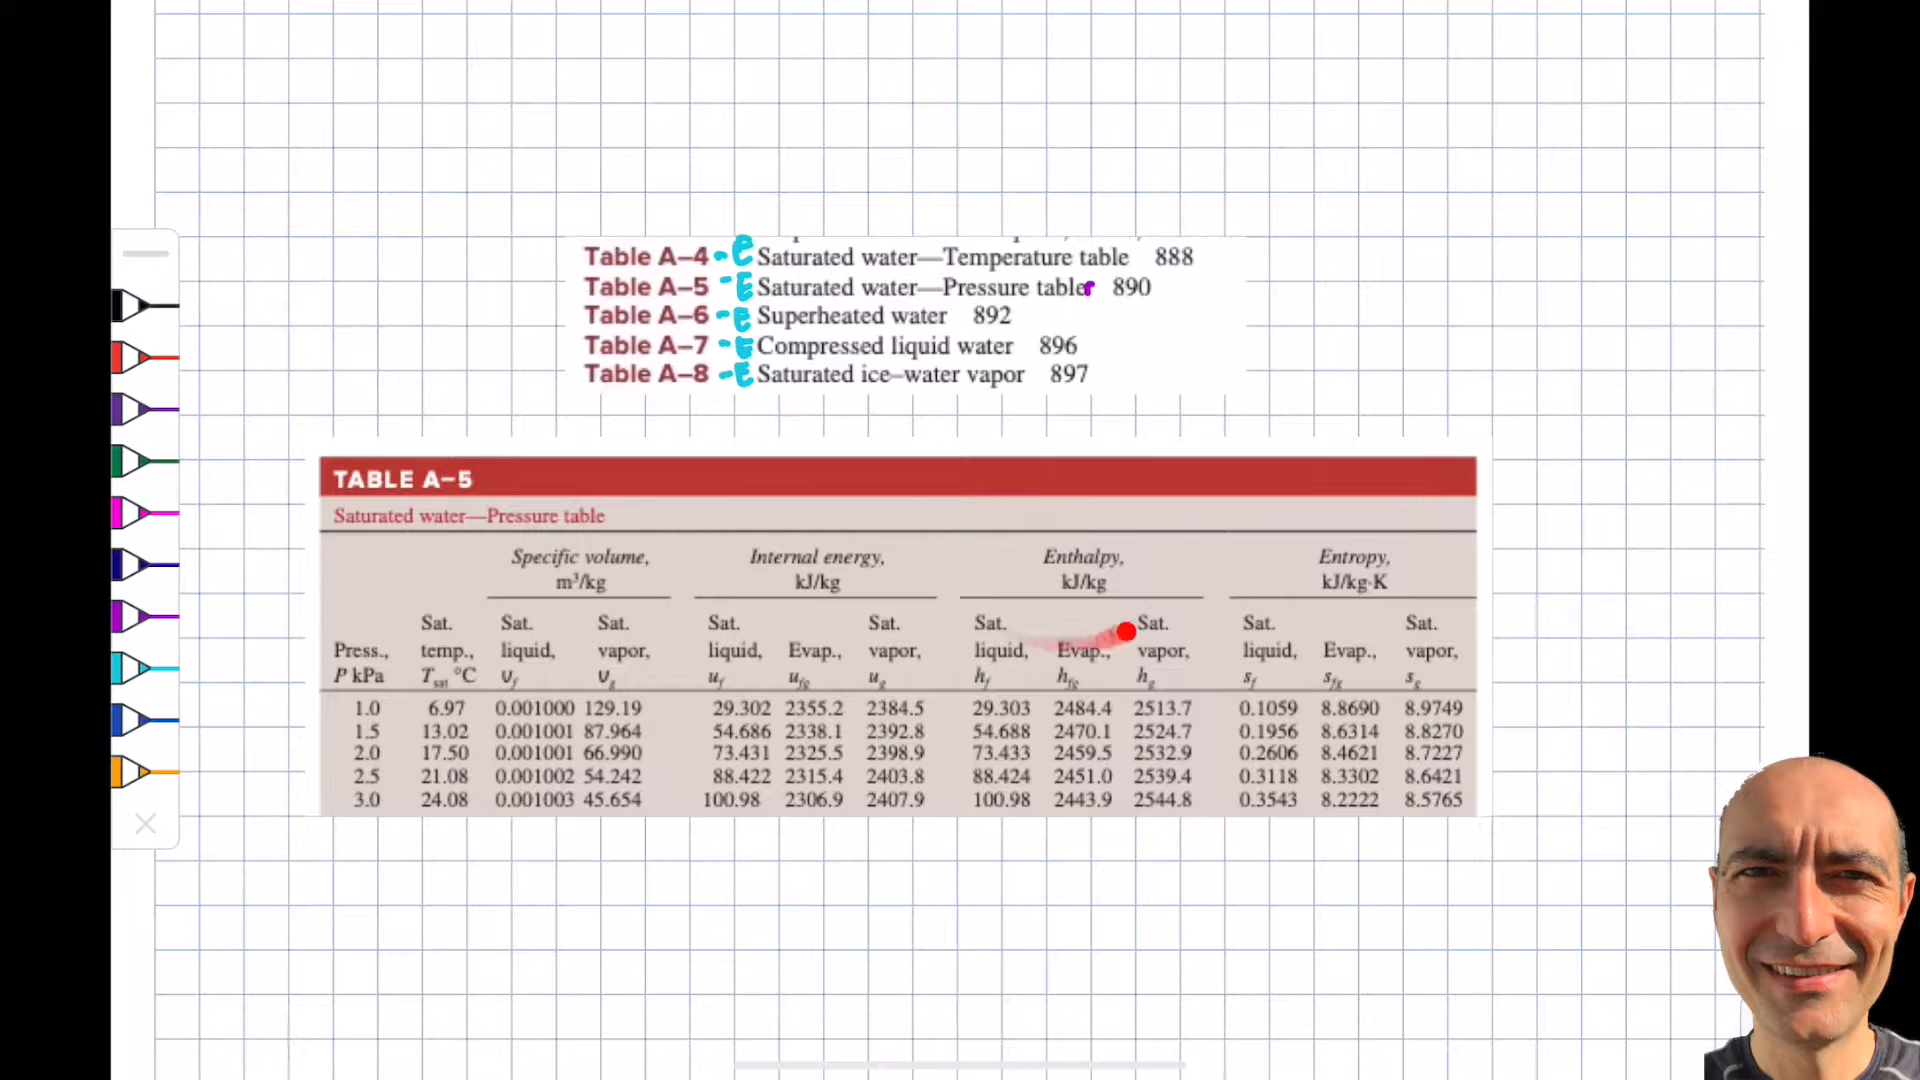 Table A–4 -E Saturated water—Temperature table 888
Table A–5 -E Saturated water—Pressure table 890
Table A–6 -E Superheated water 892
Table A–7 -E Compressed liquid water 896
Table A–8 -E Saturated ice–water vapor 897
TABLE A–5
Saturated water—Pressure table
Specific volume, Internal energy, Enthalpy, Entropy,
m³/kg kJ/kg kJ/kg kJ/kg·K
Sat. Sat. Sat. Sat. Sat. Sat. Sat. Sat. Sat.
Press., temp., liquid, vapor, liquid, Evap., vapor, liquid, Evap., vapor, liquid, Evap., vapor,
P kPa Tsat °C vf vg uf ufg ug hf hfg hg sf sfg sg
1.0 6.97 0.001000 129.19 29.302 2355.2 2384.5 29.303 2484.4 2513.7 0.1059 8.8690 8.9749
1.5 13.02 0.001001 87.964 54.686 2338.1 2392.8 54.688 2470.1 2524.7 0.1956 8.6314 8.8270
2.0 17.50 0.001001 66.990 73.431 2325.5 2398.9 73.433 2459.5 2532.9 0.2606 8.4621 8.7227
2.5 21.08 0.001002 54.242 88.422 2315.4 2403.8 88.424 2451.0 2539.4 0.3118 8.3302 8.6421
3.0 24.08 0.001003 45.654 100.98 2306.9 2407.9 100.98 2443.9 2544.8 0.3543 8.2222 8.5765